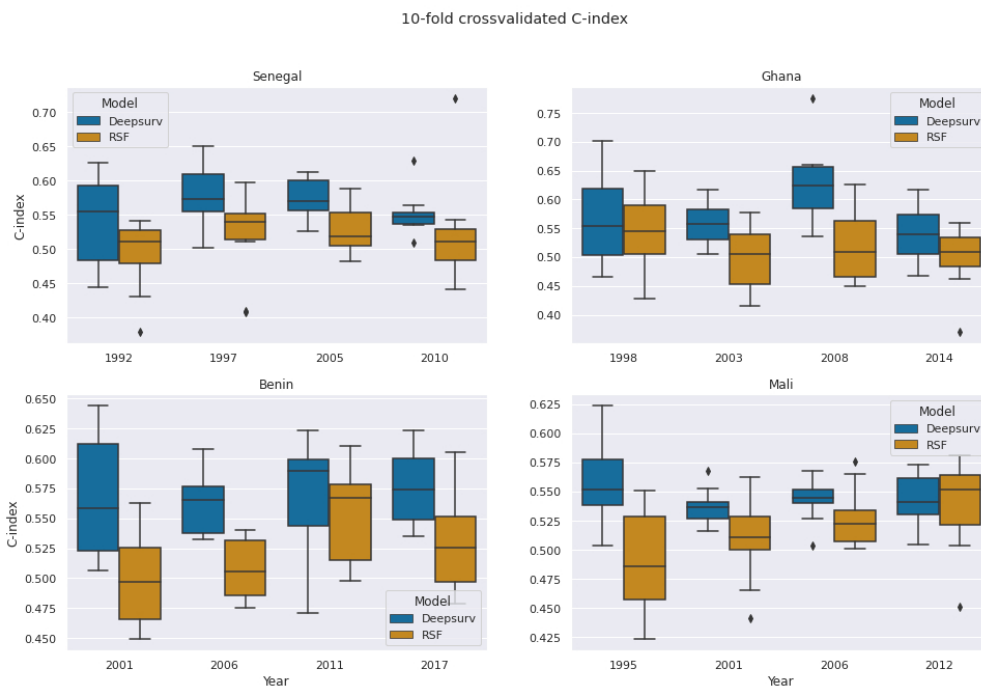 10-fold crossvalidated C-index
Senegal
Model
Deepsurv
RSF
C-index
0.70
0.65
0.60
0.55
0.50
0.45
0.40
1992 1997 2005 2010
Ghana
Model
Deepsurv
RSF
0.75
0.70
0.65
0.60
0.55
0.50
0.45
0.40
1998 2003 2008 2014
Benin
C-index
0.650
0.625
0.600
0.575
0.550
0.525
0.500
0.475
0.450
Model
Deepsurv
RSF
2001 2006 2011 2017
Year
Mali
Model
Deepsurv
RSF
0.625
0.600
0.575
0.550
0.525
0.500
0.475
0.450
0.425
1995 2001 2006 2012
Year